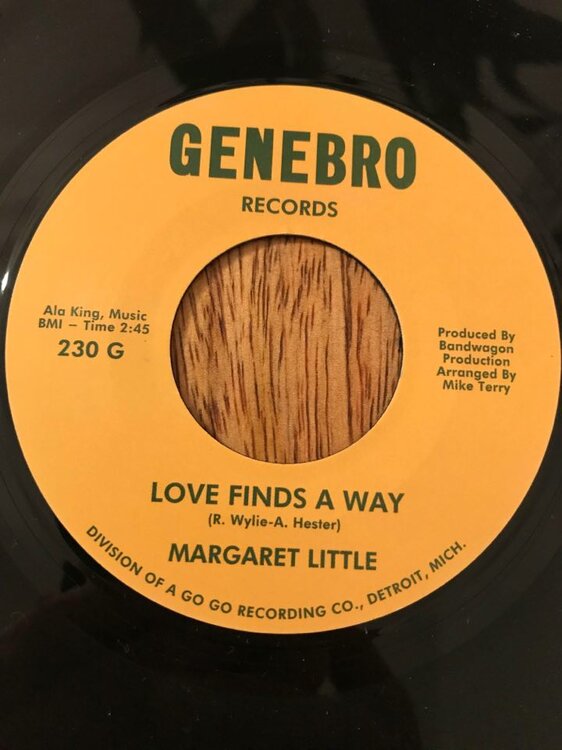 GENEBRO
RECORDS
Ala King, Music
BMI – Time 2:45
230 G
Produced By
Bandwagon
Production
Arranged By
Mike Terry
LOVE FINDS A WAY
(R. Wylie-A. Hester)
MARGARET LITTLE
DIVISION OF A GO GO RECORDING CO., DETROIT, MICH.